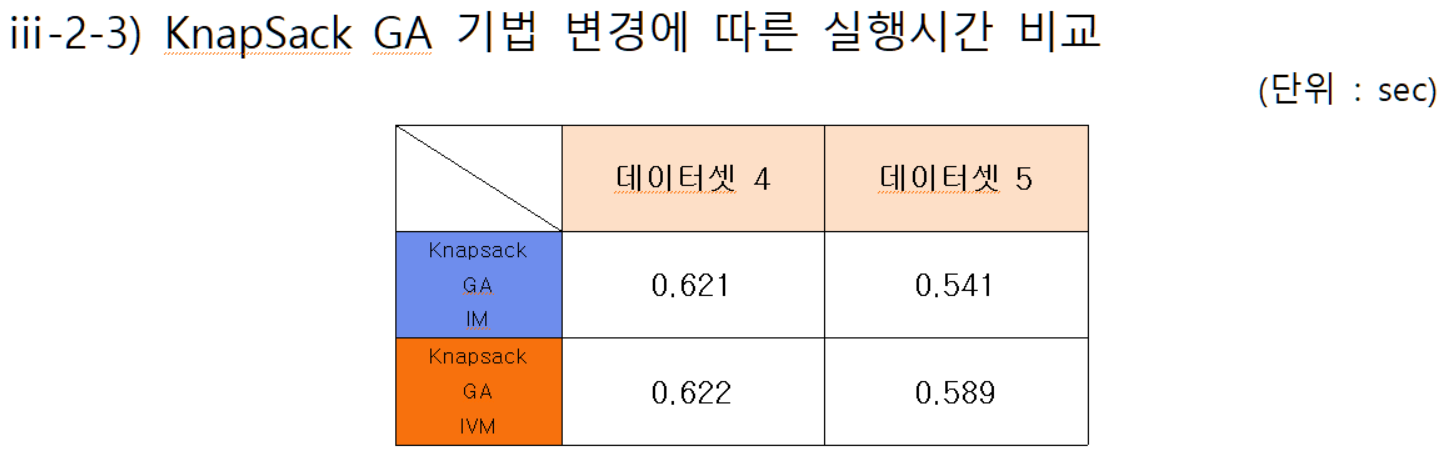 iii-2-3) KnapSack GA 기법 변경에 따른 실행시간 비교
(단위 : sec)
데이터셋 4 데이터셋 5
Knapsack
GA
IM
0.621 0.541
Knapsack
GA
IVM
0.622 0.589